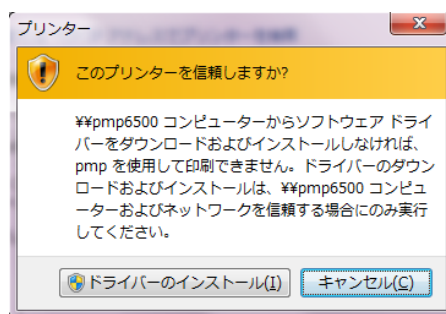 プリンター
このプリンターを信頼しますか?
¥¥pmp6500 コンピューターからソフトウェア ドライ
バーをダウンロードおよびインストールしなければ、
pmp を使用して印刷できません。ドライバーのダウン
ロードおよびインストールは、¥¥pmp6500 コンピュ
ーターおよびネットワークを信頼する場合にのみ実行
してください。
ドライバーのインストール(I) キャンセル(C)